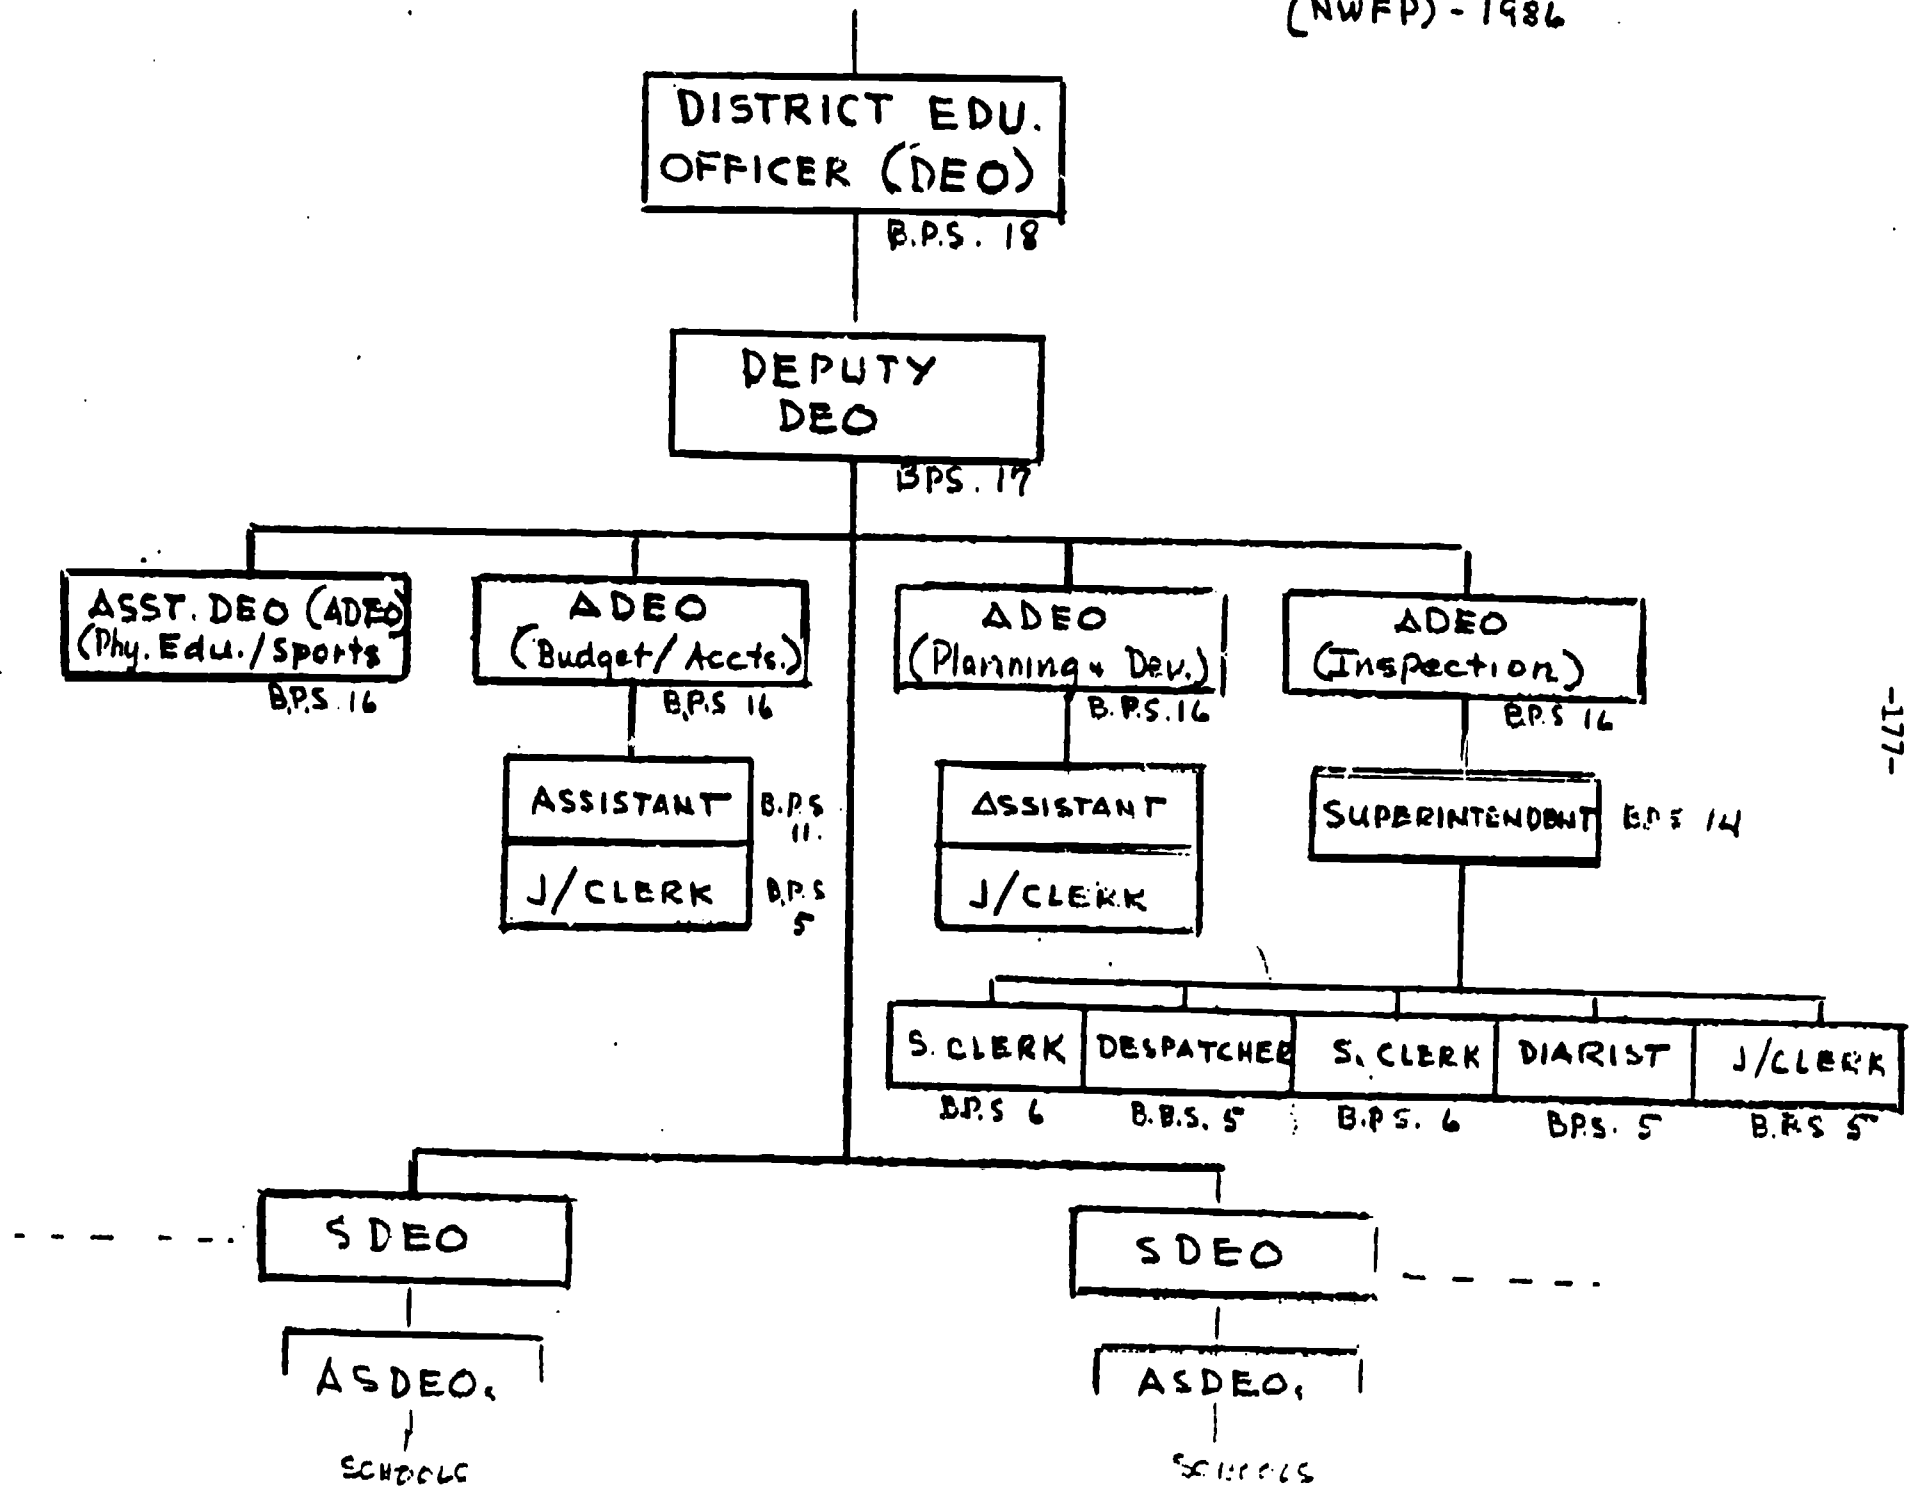 (NWFP) - 1986
DISTRICT EDU.
OFFICER (DEO)
B.P.S. 18
DEPUTY
DEO
BPS. 17
ASST. DEO (ADEO)
(Phy. Edu./Sports
B.P.S. 16
ADEO
(Budget/Accts.)
B.P.S 16
ADEO
(Planning & Dev.)
B.P.S. 16
ADEO
(Inspection)
B.P.S 16
-177-
ASSISTANT
B.P.S
11.
J/CLERK
B.P.S
5
ASSISTANT
J/CLERK
SUPERINTENDENT
B.P.S 14
S. CLERK
B.P.S 6
DESPATCHER
B.B.S. 5
S. CLERK
B.P.S. 6
DIARIST
B.P.S. 5
J/CLERK
B.P.S 5
SDEO
SDEO
ASDEO,
ASDEO,
SCHOOLS
SCHOOLS